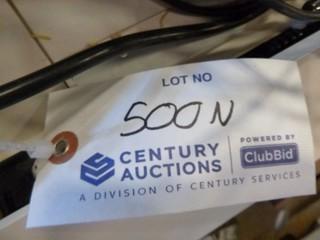 LOT NO
500 N
CENTURY AUCTIONS
POWERED BY
ClubBid
A DIVISION OF CENTURY SERVICES